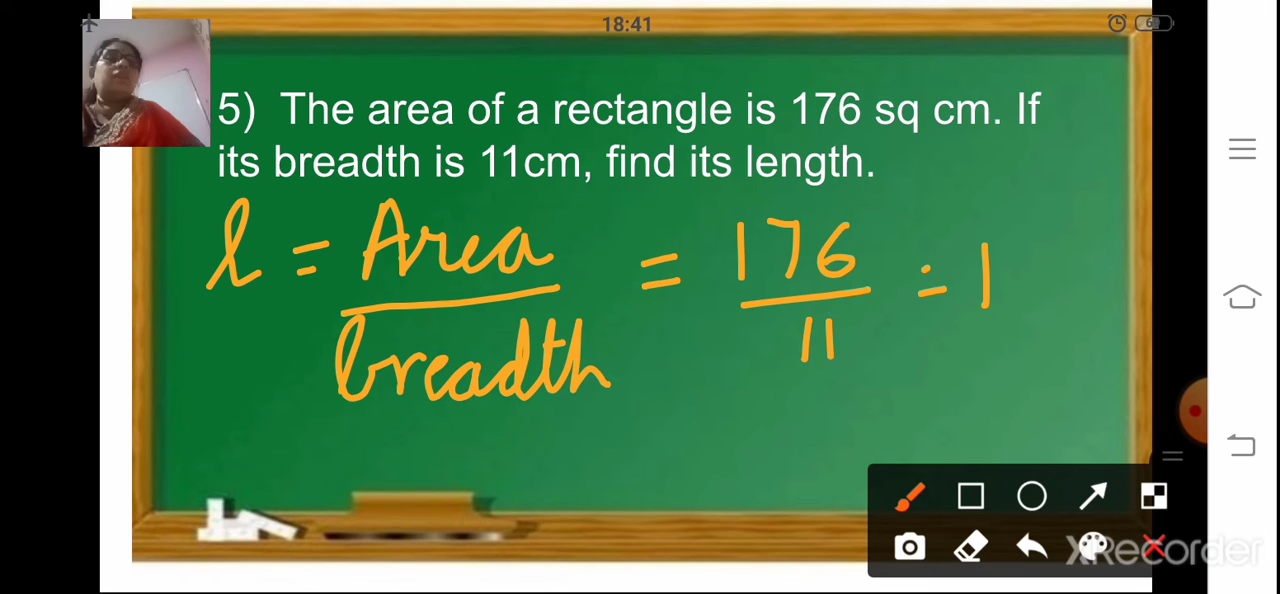 18:41
69
5) The area of a rectangle is 176 sq cm. If
its breadth is 11cm, find its length.
l = Area / breadth = 176 / 11 = 1
XRecorder